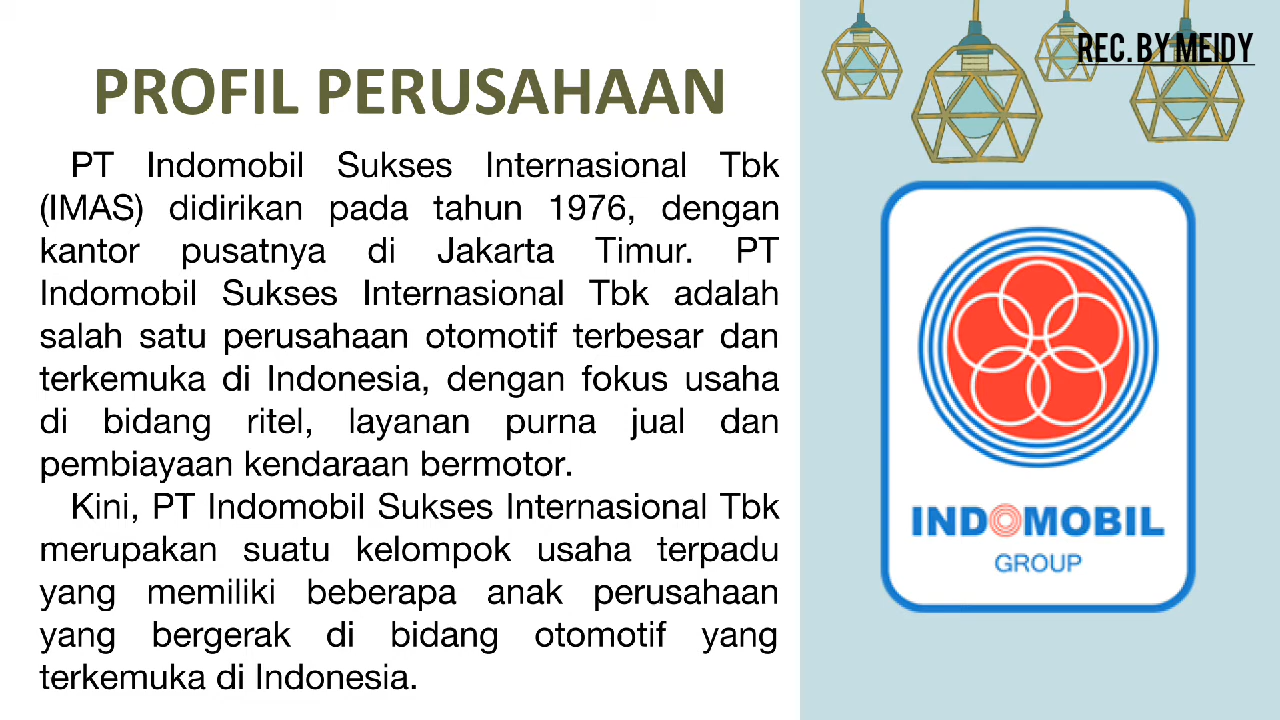 PROFIL PERUSAHAAN
PT Indomobil Sukses Internasional Tbk
(IMAS) didirikan pada tahun 1976, dengan
kantor pusatnya di Jakarta Timur. PT
Indomobil Sukses Internasional Tbk adalah
salah satu perusahaan otomotif terbesar dan
terkemuka di Indonesia, dengan fokus usaha
di bidang ritel, layanan purna jual dan
pembiayaan kendaraan bermotor.
Kini, PT Indomobil Sukses Internasional Tbk
merupakan suatu kelompok usaha terpadu
yang memiliki beberapa anak perusahaan
yang bergerak di bidang otomotif yang
terkemuka di Indonesia.
REC. BY MEIDY
INDOMOBIL
GROUP